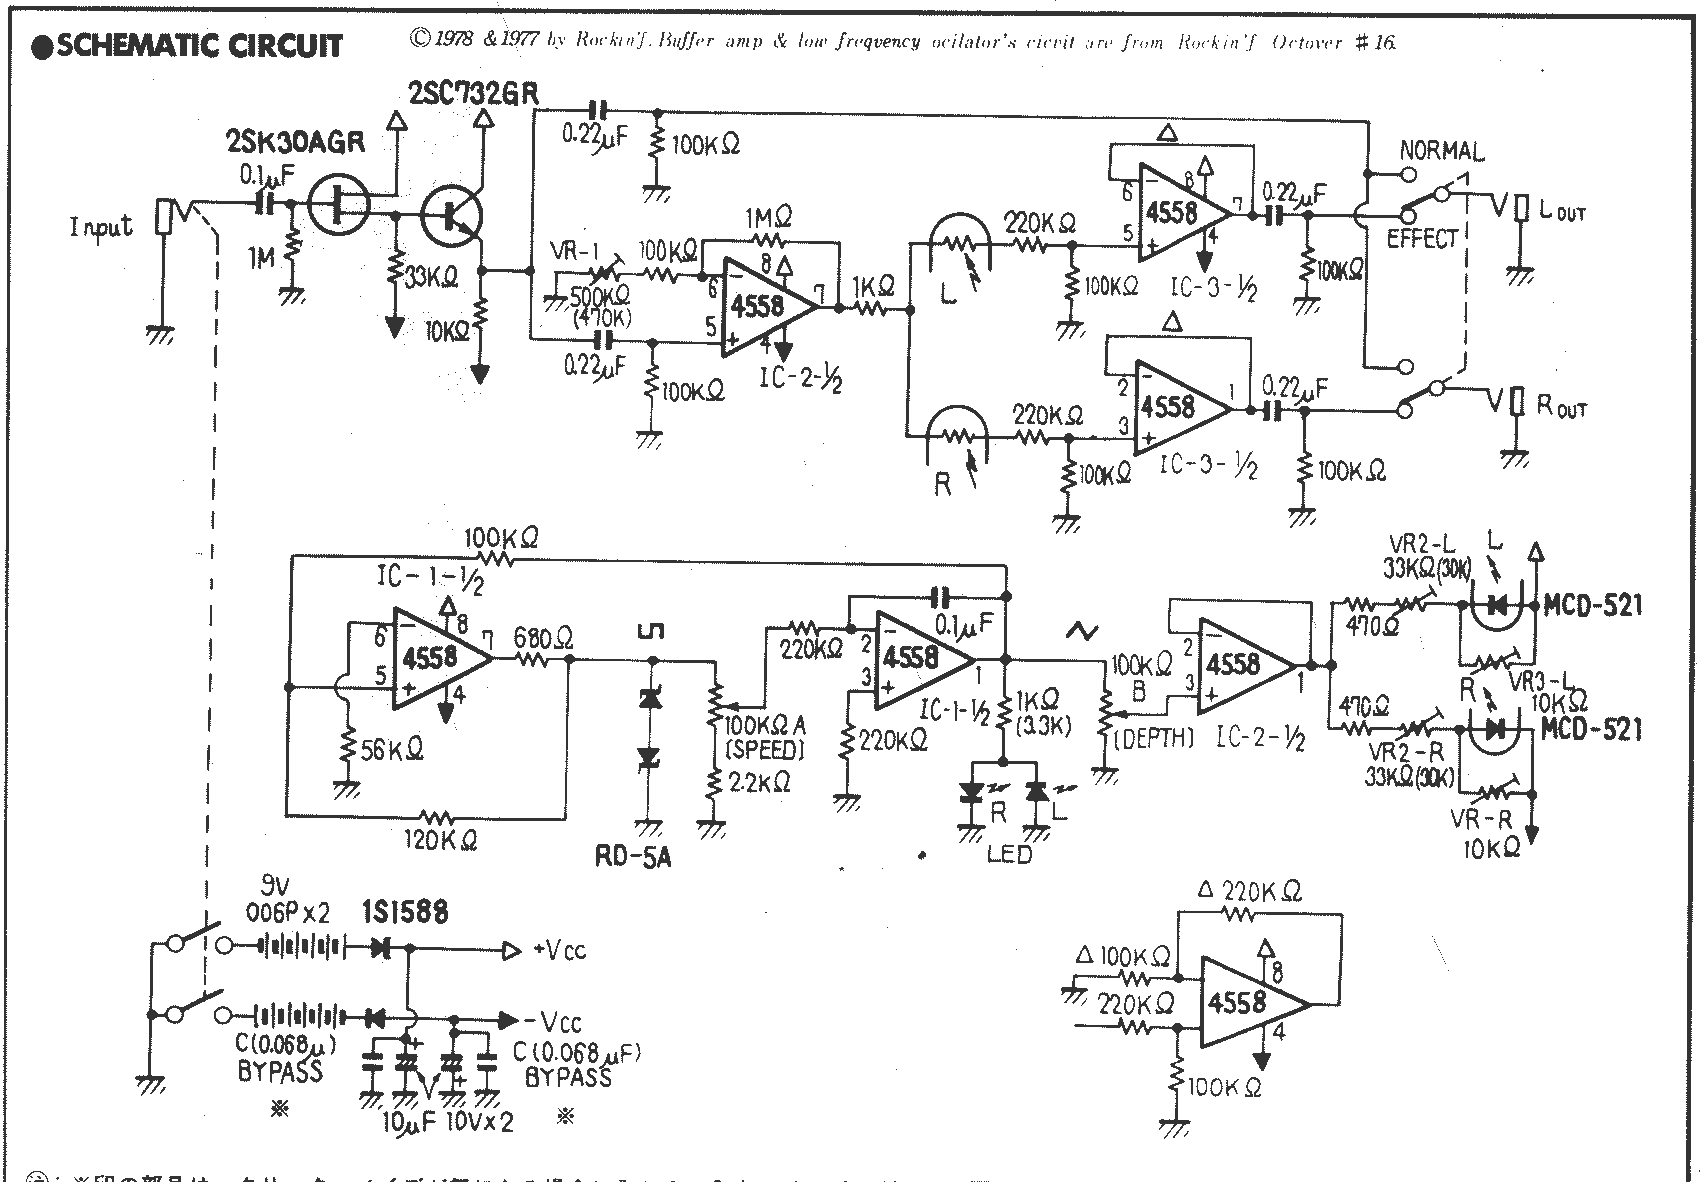 ●SCHEMATIC CIRCUIT
©1978 & 1977 by Rockin'f. Buffer amp & low frequency ocilator's circit are from Rockin'f Octover #16.
2SC732GR
2SK30AGR
0.1μF
Input
1M
33KΩ
10KΩ
0.22μF
100KΩ
VR-1
500KΩ
(470K)
100KΩ
1MΩ
6
8
4558
7
5
4
IC-2-1/2
0.22μF
100KΩ
1KΩ
L
220KΩ
100KΩ
△
6
8
4558
7
5
4
IC-3-1/2
0.22μF
100KΩ
NORMAL
EFFECT
L OUT
R
220KΩ
100KΩ
△
2
4558
1
3
IC-3-1/2
0.22μF
100KΩ
R OUT
100KΩ
IC-1-1/2
6
8
4558
7
5
4
680Ω
56KΩ
120KΩ
RD-5A
100KΩ A
(SPEED)
2.2KΩ
220KΩ
0.1μF
2
4558
3
1
IC-1-1/2
220KΩ
1KΩ
(3.3K)
R
L
LED
100KΩ
B
(DEPTH)
2
4558
3
1
IC-2-1/2
VR2-L
33KΩ(30K)
470Ω
L
MCD-521
VR3-L
10KΩ
470Ω
VR2-R
33KΩ(30K)
R
MCD-521
VR-R
10KΩ
9V
006P×2
1S1588
+Vcc
-Vcc
C(0.068μ)
BYPASS
※
10μF 10V×2
C(0.068μF)
BYPASS
※
△ 220KΩ
△ 100KΩ
220KΩ
8
4558
4
100KΩ